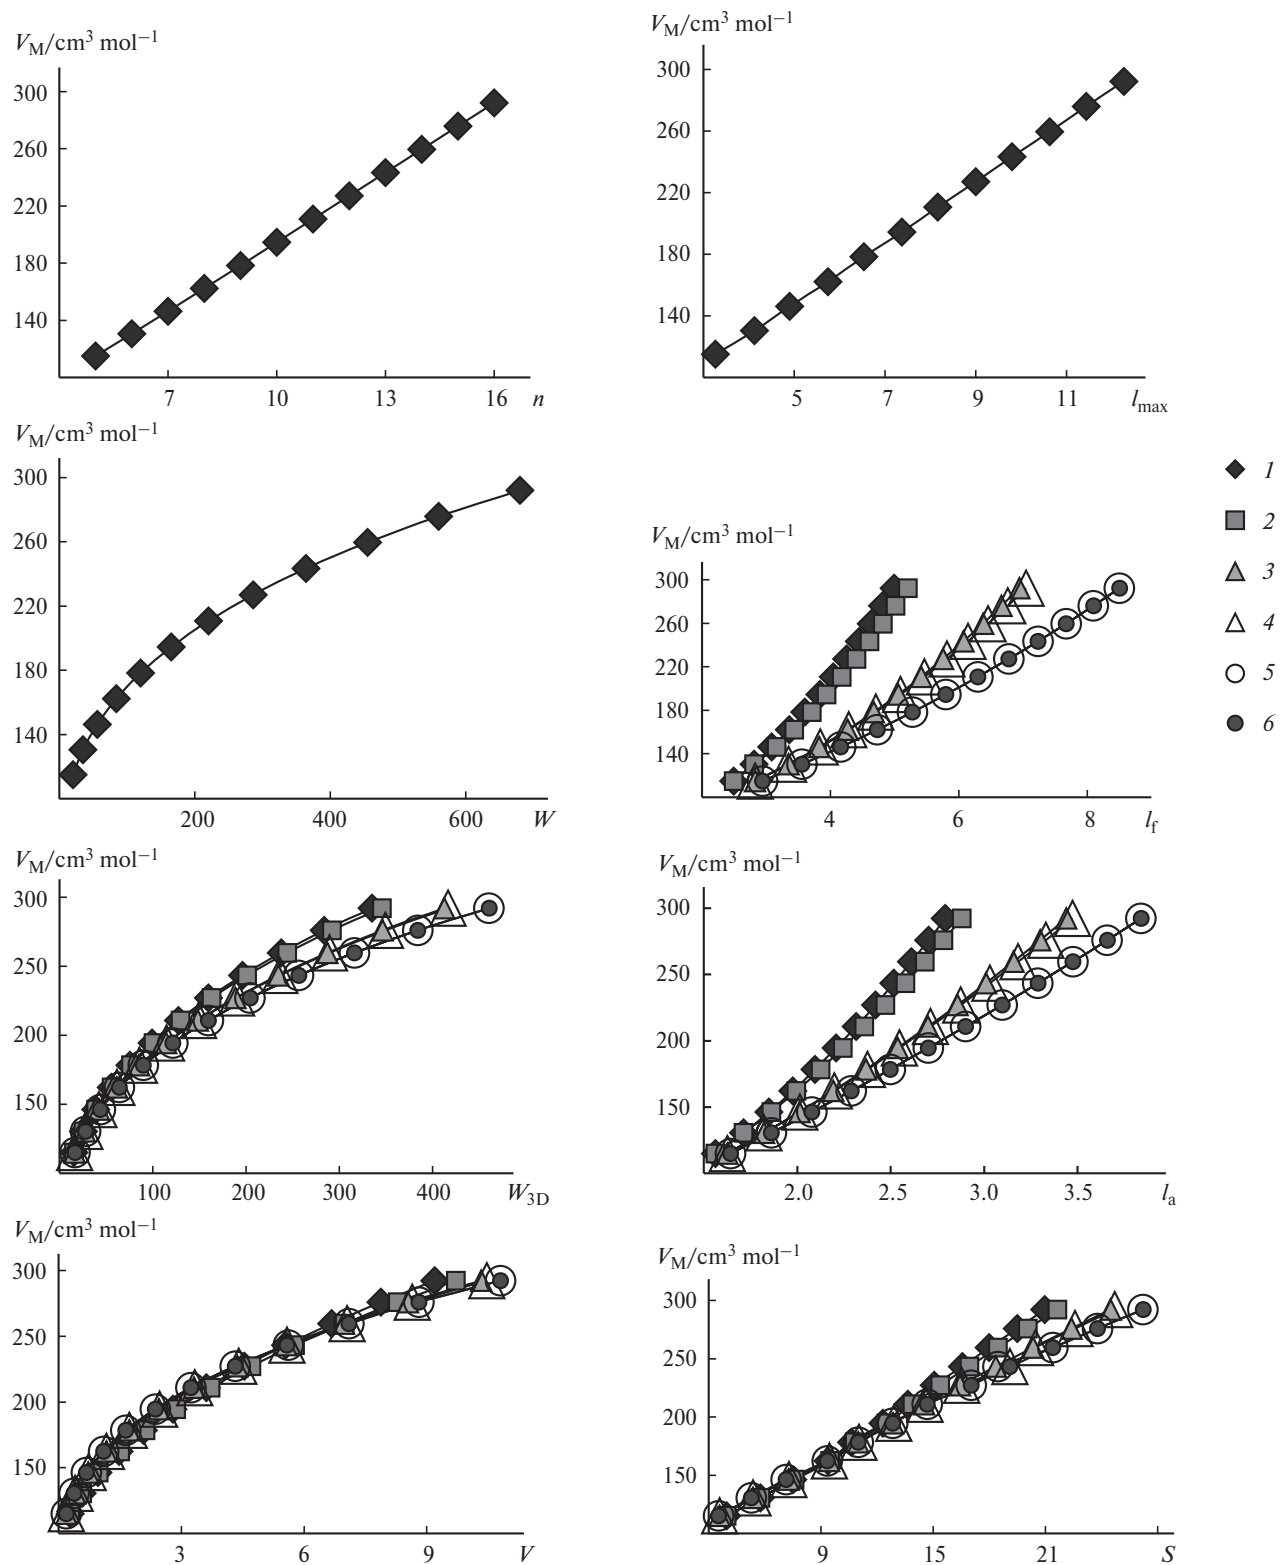 V_M/cm³ mol⁻¹
300
260
220
180
140
7 10 13 16 n
V_M/cm³ mol⁻¹
300
260
220
180
140
5 7 9 11 l_max
V_M/cm³ mol⁻¹
300
260
220
180
140
200 400 600 W
V_M/cm³ mol⁻¹
300
260
220
180
140
4 6 8 l_f
1
2
3
4
5
6
V_M/cm³ mol⁻¹
300
250
200
150
100 200 300 400 W_3D
V_M/cm³ mol⁻¹
300
250
200
150
2.0 2.5 3.0 3.5 l_a
V_M/cm³ mol⁻¹
300
250
200
150
3 6 9 V
V_M/cm³ mol⁻¹
300
250
200
150
9 15 21 S